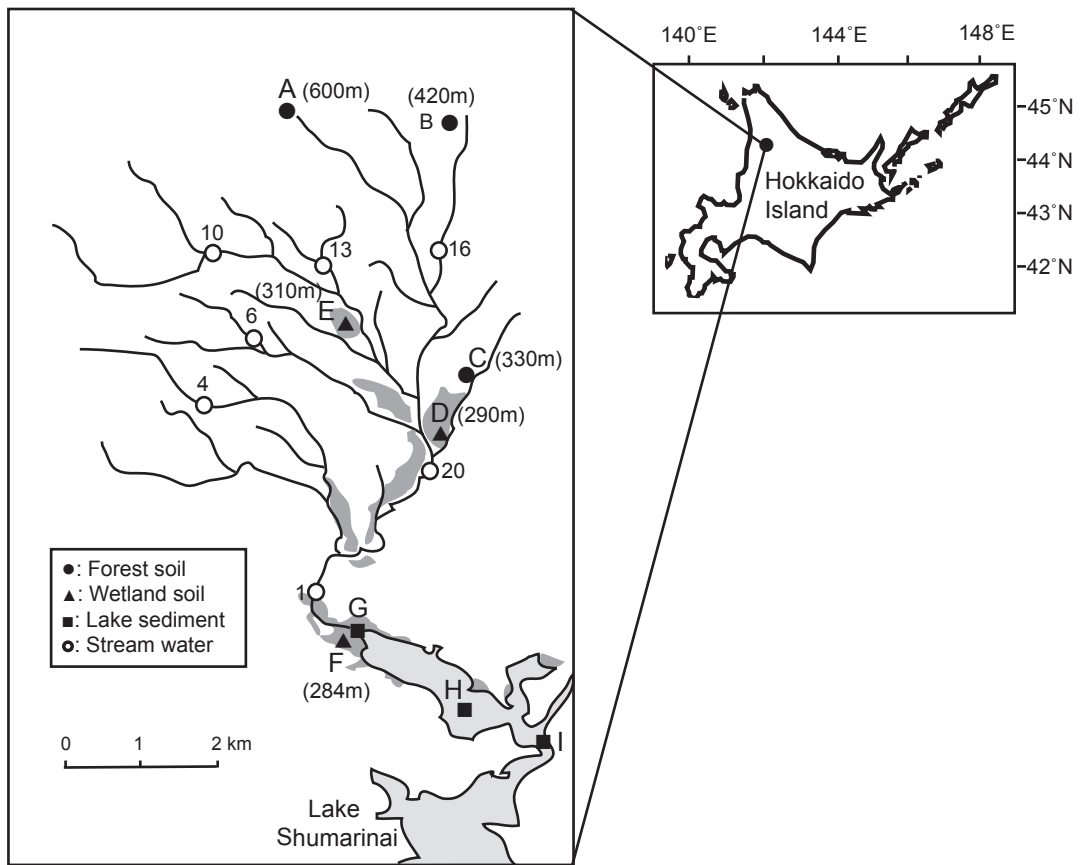 140°E
144°E
148°E
45°N
44°N
43°N
42°N
Hokkaido
Island
A (600m)
(420m)
B
10
13
16
(310m)
E
6
C (330m)
4
D (290m)
20
●: Forest soil
▲: Wetland soil
■: Lake sediment
○: Stream water
1
G
F
(284m)
H
I
0 1 2 km
Lake
Shumarinai